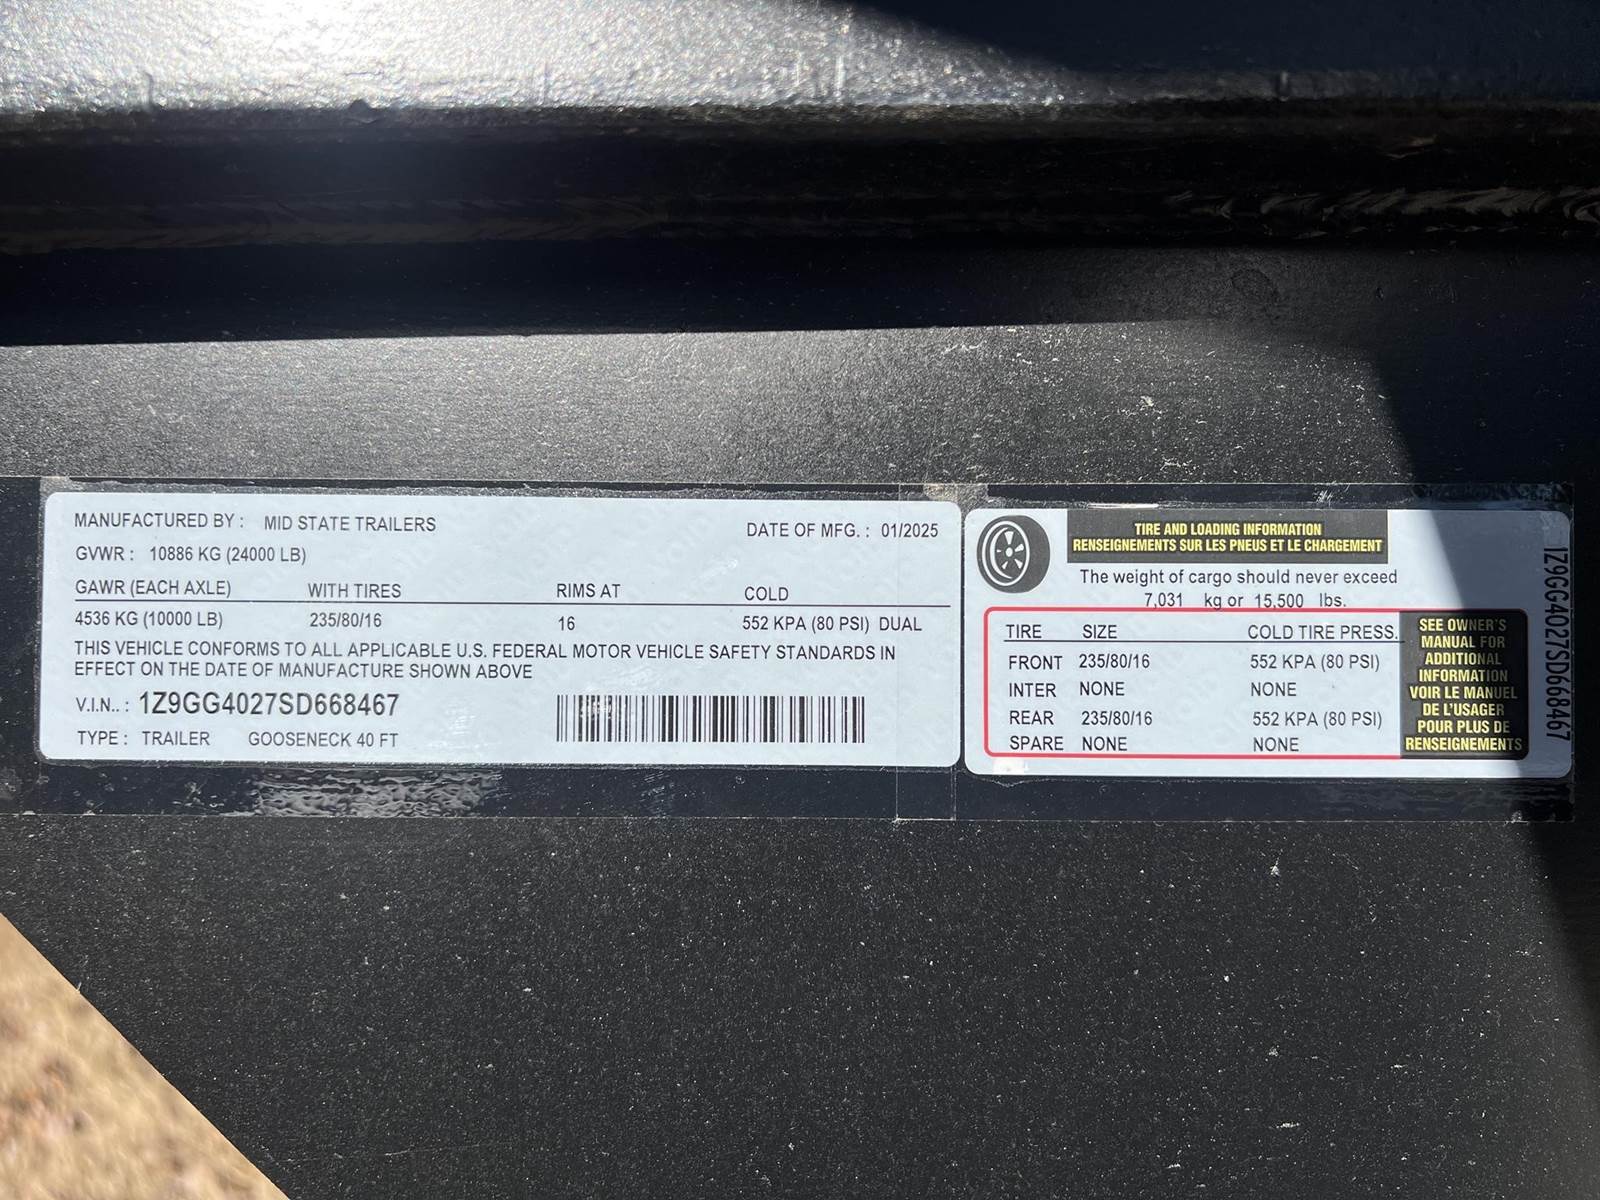 MANUFACTURED BY : MID STATE TRAILERS DATE OF MFG. : 01/2025
GVWR : 10886 KG (24000 LB)
GAWR (EACH AXLE) WITH TIRES RIMS AT COLD
4536 KG (10000 LB) 235/80/16 16 552 KPA (80 PSI) DUAL
THIS VEHICLE CONFORMS TO ALL APPLICABLE U.S. FEDERAL MOTOR VEHICLE SAFETY STANDARDS IN
EFFECT ON THE DATE OF MANUFACTURE SHOWN ABOVE
V.I.N.. : 1Z9GG4027SD668467
TYPE : TRAILER GOOSENECK 40 FT
TIRE AND LOADING INFORMATION
RENSEIGNEMENTS SUR LES PNEUS ET LE CHARGEMENT
The weight of cargo should never exceed
7,031 kg or 15,500 lbs.
TIRE SIZE COLD TIRE PRESS.
FRONT 235/80/16 552 KPA (80 PSI)
INTER NONE NONE
REAR 235/80/16 552 KPA (80 PSI)
SPARE NONE NONE
SEE OWNER'S
MANUAL FOR
ADDITIONAL
INFORMATION
VOIR LE MANUEL
DE L'USAGER
POUR PLUS DE
RENSEIGNEMENTS
1Z9GG4027SD668467